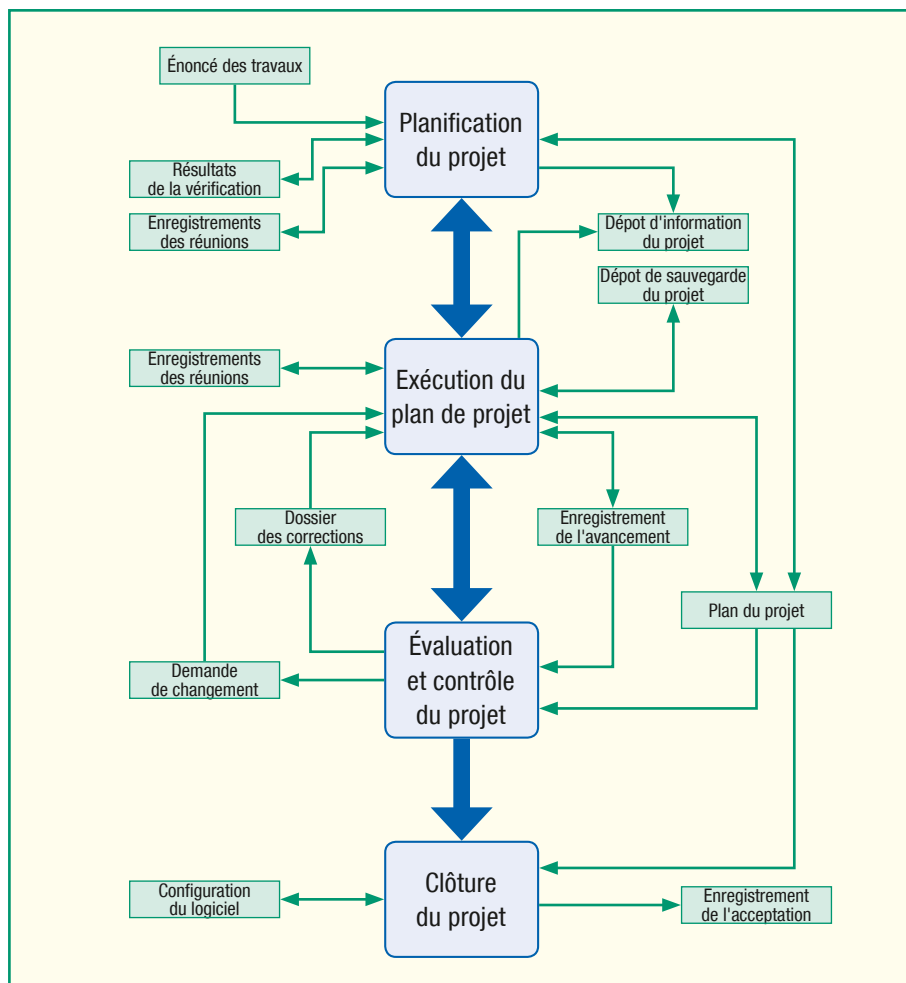 Énoncé des travaux
Planification
du projet
Résultats
de la vérification
Enregistrements
des réunions
Dépot d'information
du projet
Dépot de sauvegarde
du projet
Enregistrements
des réunions
Exécution du
plan de projet
Dossier
des corrections
Enregistrement
de l'avancement
Plan du projet
Évaluation
et contrôle
du projet
Demande
de changement
Clôture
du projet
Configuration
du logiciel
Enregistrement
de l'acceptation